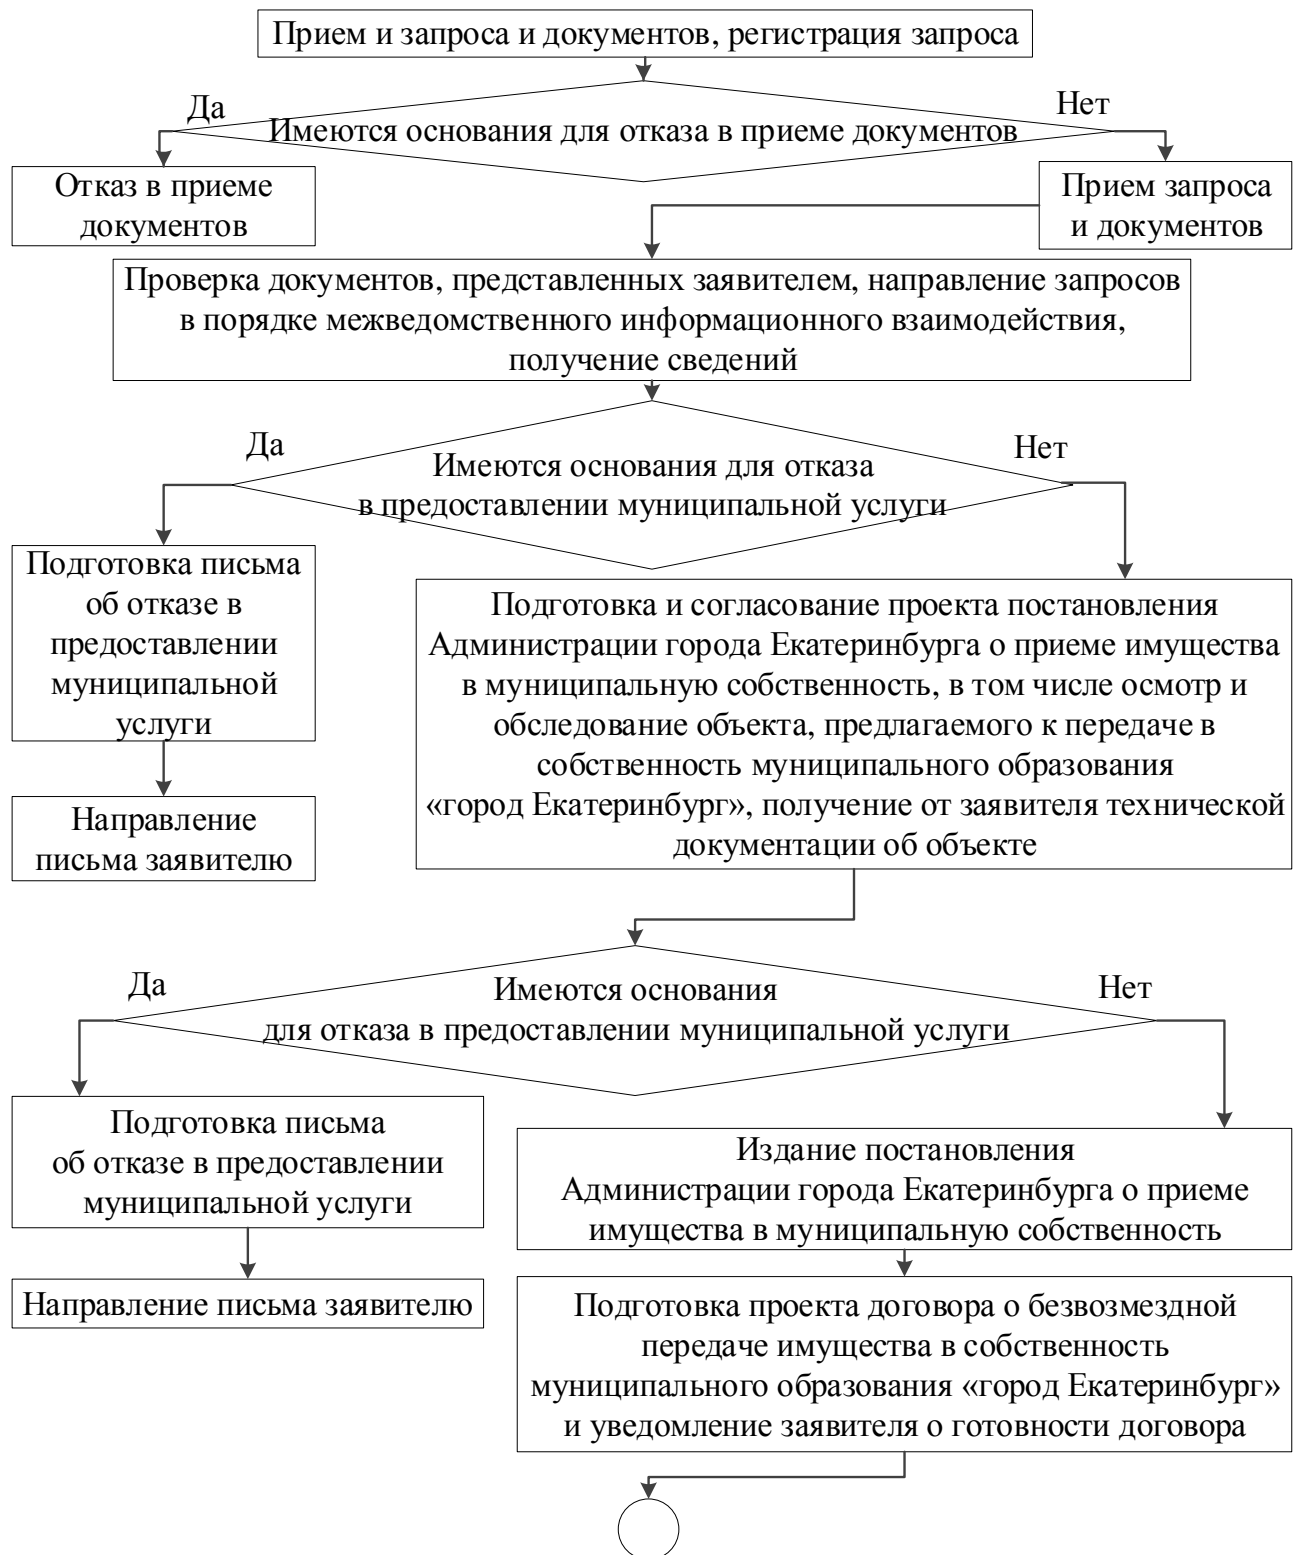 Прием и запроса и документов, регистрация запроса
Да
Нет
Имеются основания для отказа в приеме документов
Отказ в приеме
документов
Прием запроса
и документов
Проверка документов, представленных заявителем, направление запросов
в порядке межведомственного информационного взаимодействия,
получение сведений
Да
Нет
Имеются основания для отказа
в предоставлении муниципальной услуги
Подготовка письма
об отказе в
предоставлении
муниципальной
услуги
Направление
письма заявителю
Подготовка и согласование проекта постановления
Администрации города Екатеринбурга о приеме имущества
в муниципальную собственность, в том числе осмотр и
обследование объекта, предлагаемого к передаче в
собственность муниципального образования
«город Екатеринбург», получение от заявителя технической
документации об объекте
Да
Нет
Имеются основания
для отказа в предоставлении муниципальной услуги
Подготовка письма
об отказе в предоставлении
муниципальной услуги
Направление письма заявителю
Издание постановления
Администрации города Екатеринбурга о приеме
имущества в муниципальную собственность
Подготовка проекта договора о безвозмездной
передаче имущества в собственность
муниципального образования «город Екатеринбург»
и уведомление заявителя о готовности договора